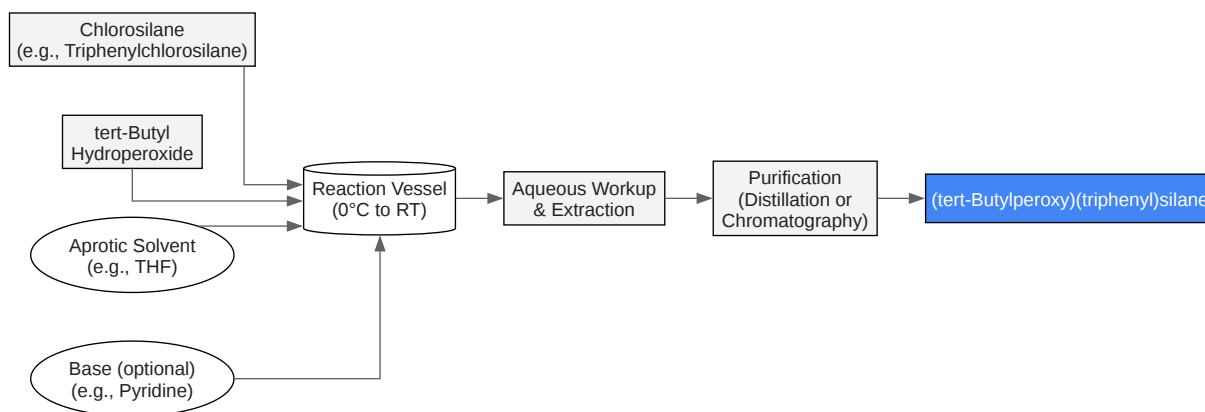 Chlorosilane
(e.g., Triphenylchlorosilane)
tert-Butyl
Hydroperoxide
Aprotic Solvent
(e.g., THF)
Base (optional)
(e.g., Pyridine)
Reaction Vessel
(0°C to RT)
Aqueous Workup
& Extraction
Purification
(Distillation or
Chromatography)
(tert-Butylperoxy)(triphenyl)silane